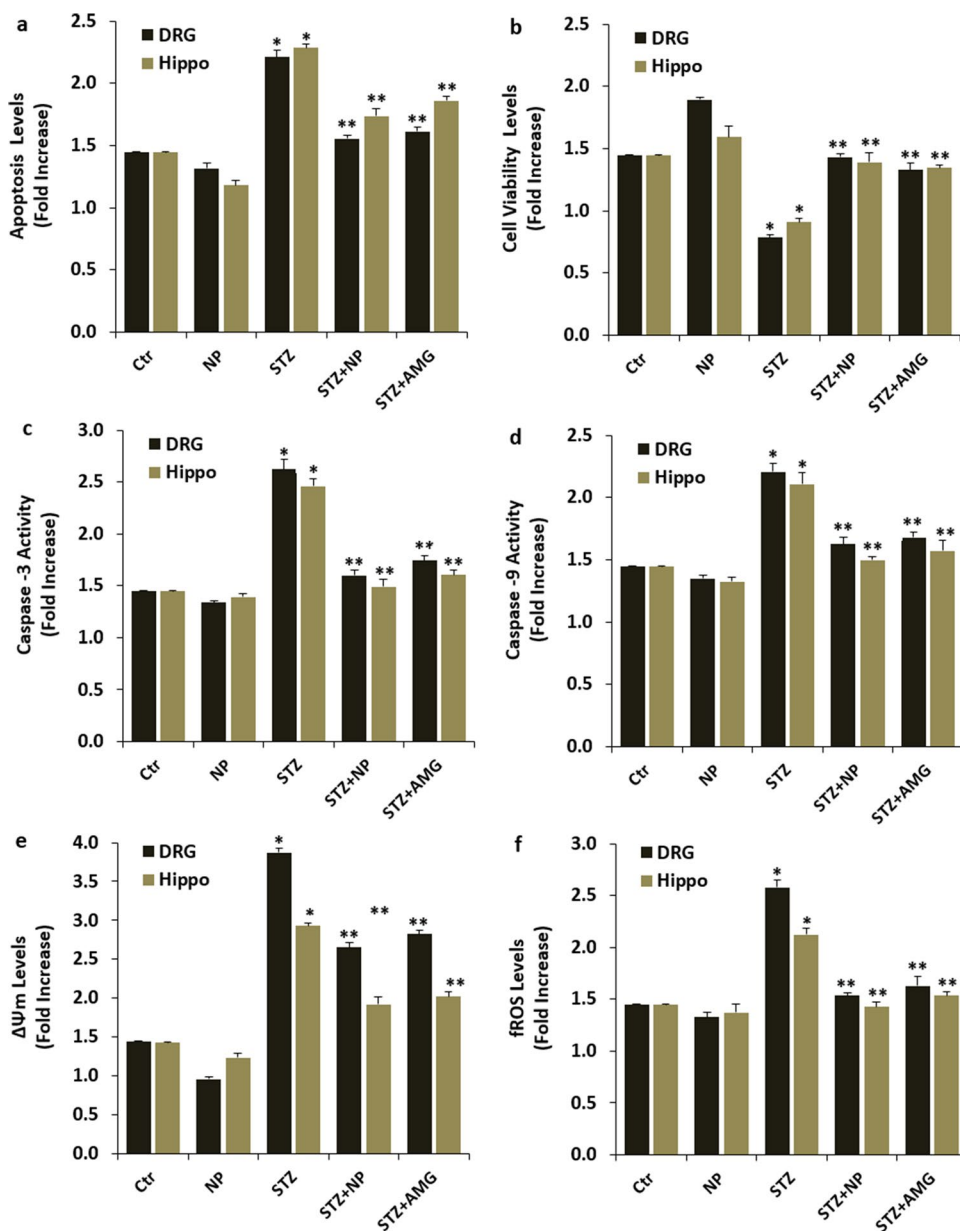 a
Apoptosis Levels
(Fold Increase)
2.5
2.0
1.5
1.0
0.5
0.0
DRG
Hippo
* *
** **
** **
Ctr
NP
STZ
STZ+NP
STZ+AMG
b
Cell Viability Levels
(Fold Increase)
2.5
2.0
1.5
1.0
0.5
0.0
DRG
Hippo
* *
** **
** **
Ctr
NP
STZ
STZ+NP
STZ+AMG
c
Caspase -3 Activity
(Fold Increase)
3.0
2.5
2.0
1.5
1.0
0.5
0.0
DRG
Hippo
* *
** **
** **
Ctr
NP
STZ
STZ+NP
STZ+AMG
d
Caspase -9 Activity
(Fold Increase)
2.5
2.0
1.5
1.0
0.5
0.0
DRG
Hippo
* *
** **
** **
Ctr
NP
STZ
STZ+NP
STZ+AMG
e
ΔΨm Levels
(Fold Increase)
4.0
3.5
3.0
2.5
2.0
1.5
1.0
0.5
0.0
DRG
Hippo
* *
** **
** **
Ctr
NP
STZ
STZ+NP
STZ+AMG
f
fROS Levels
(Fold Increase)
3.0
2.5
2.0
1.5
1.0
0.5
0.0
DRG
Hippo
* *
** **
** **
Ctr
NP
STZ
STZ+NP
STZ+AMG